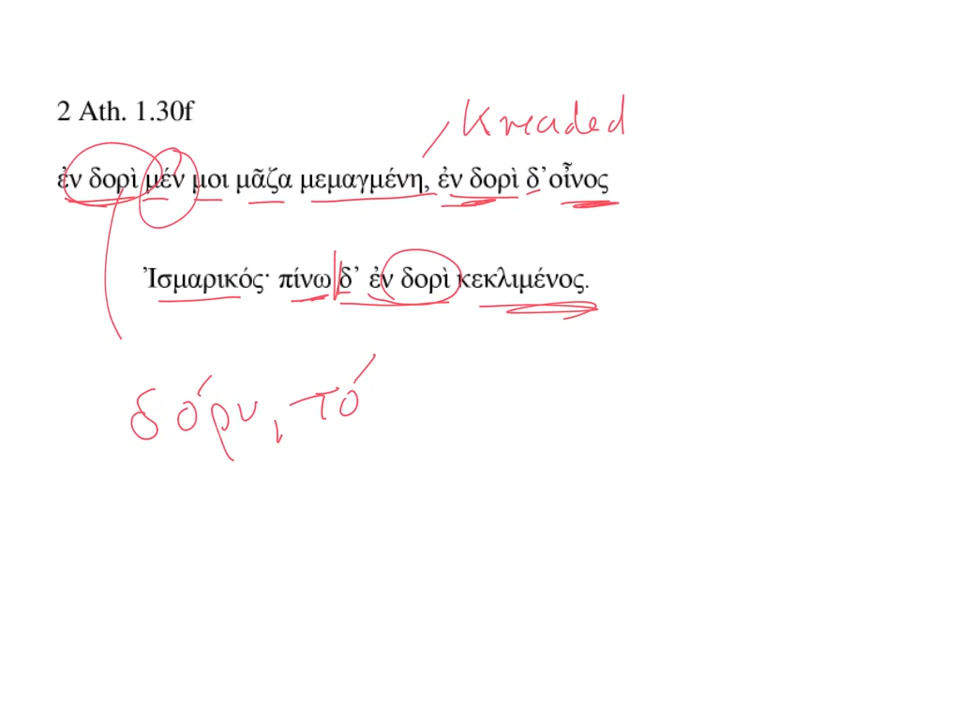 2 Ath. 1.30f
Kneaded
ἐν δορὶ μέν μοι μᾶζα μεμαγμένη, ἐν δορὶ δ᾽οἶνος
Ἰσμαρικός· πίνω δ᾽ ἐν δορὶ κεκλιμένος.
δόρυ, τό